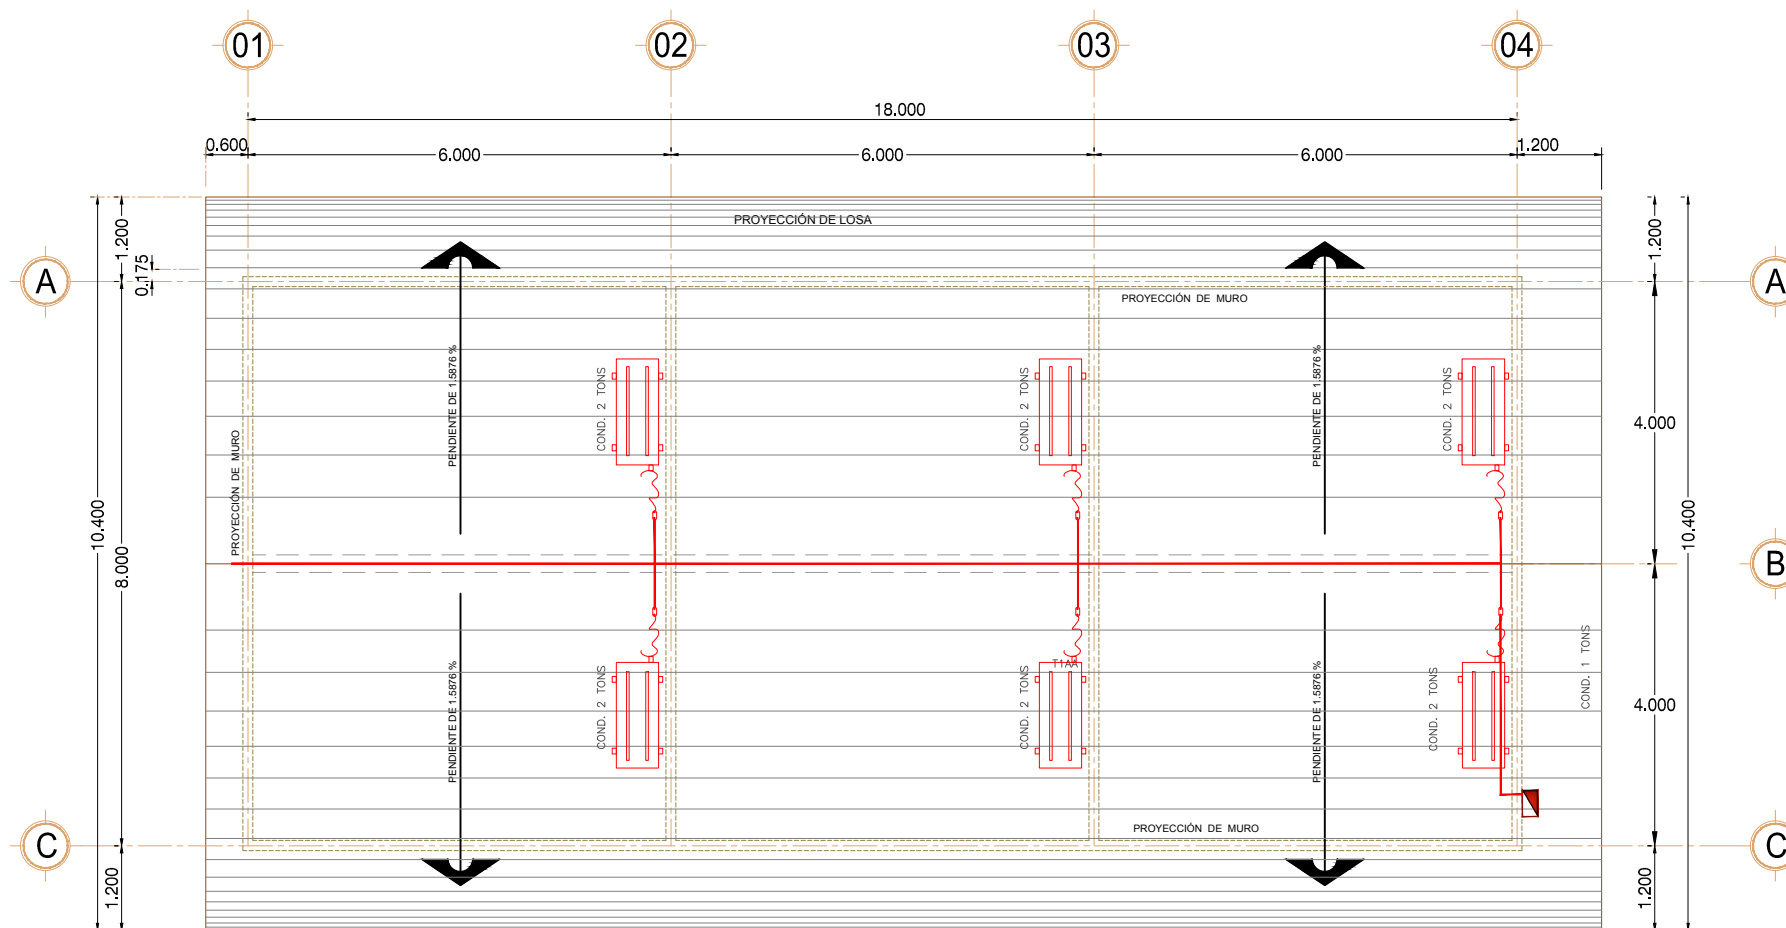 01
02
03
04
18.000
0.600
6.000
6.000
6.000
1.200
PROYECCIÓN DE LOSA
1.200
0.175
A
A
1.200
PROYECCIÓN DE MURO
PENDIENTE DE 1.5876 %
COND. 2 TONS
COND. 2 TONS
PENDIENTE DE 1.5876 %
COND. 2 TONS
4.000
PROYECCIÓN DE MURO
10.400
8.000
10.400
B
PENDIENTE DE 1.5876 %
COND. 2 TONS
T1AA
COND. 2 TONS
PENDIENTE DE 1.5876 %
COND. 2 TONS
COND. 1 TONS
4.000
PROYECCIÓN DE MURO
C
C
1.200
1.200